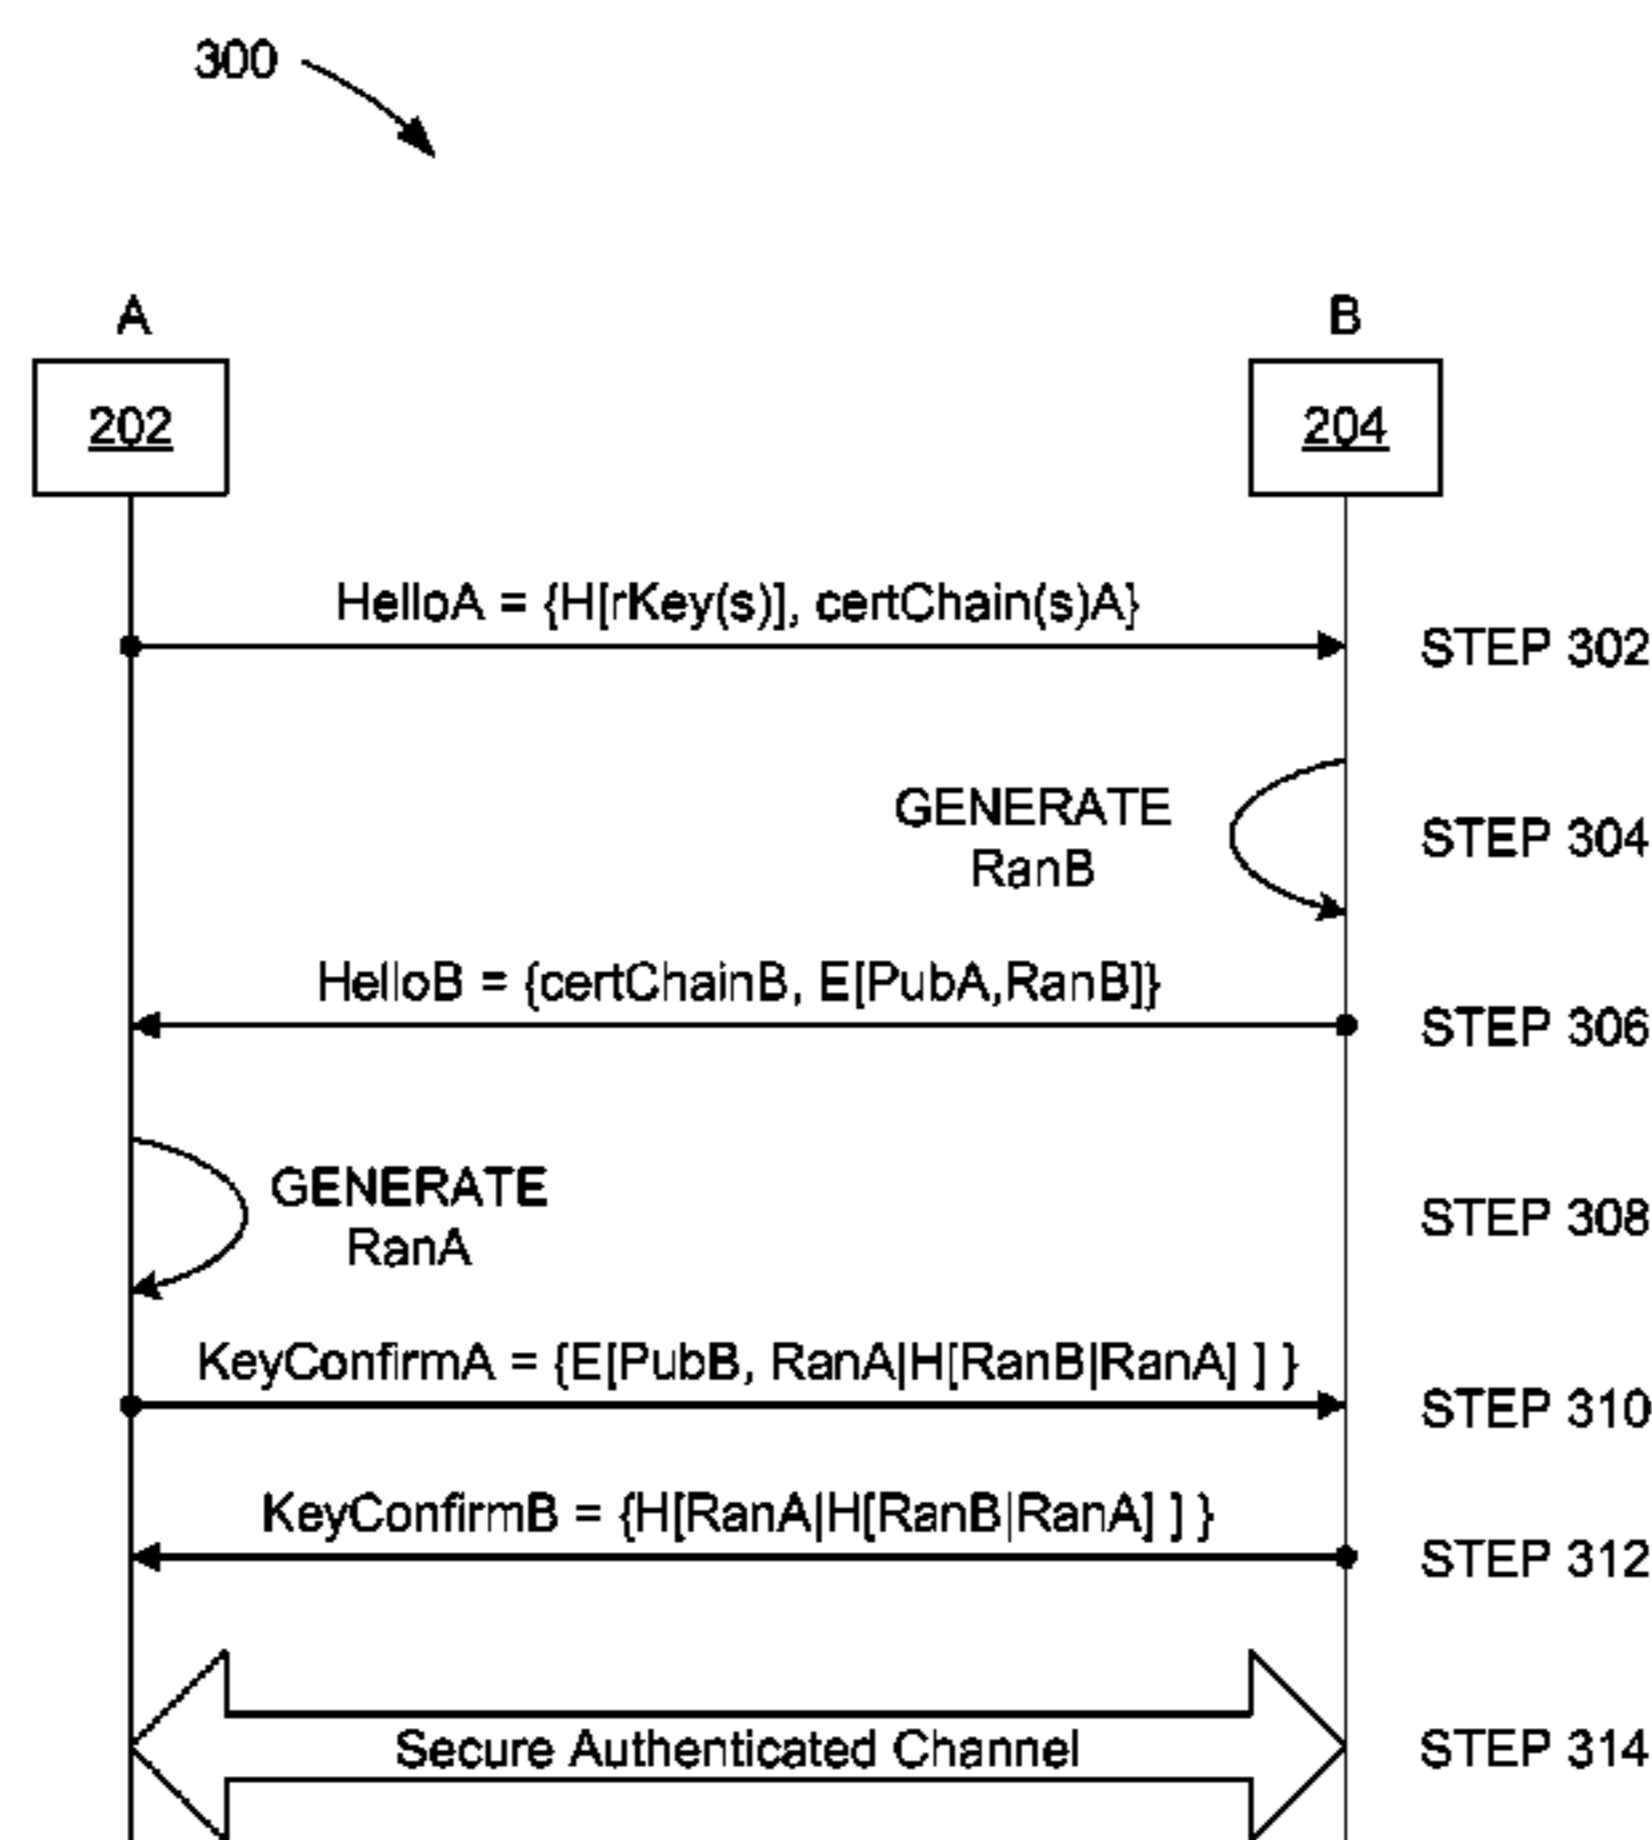 300
A
B
202
204
HelloA = {H[rKey(s)], certChain(s)A}
STEP 302
GENERATE
RanB
STEP 304
HelloB = {certChainB, E[PubA,RanB]}
STEP 306
GENERATE
RanA
STEP 308
KeyConfirmA = {E[PubB, RanA|H[RanB|RanA] ] }
STEP 310
KeyConfirmB = {H[RanA|H[RanB|RanA] ] }
STEP 312
Secure Authenticated Channel
STEP 314